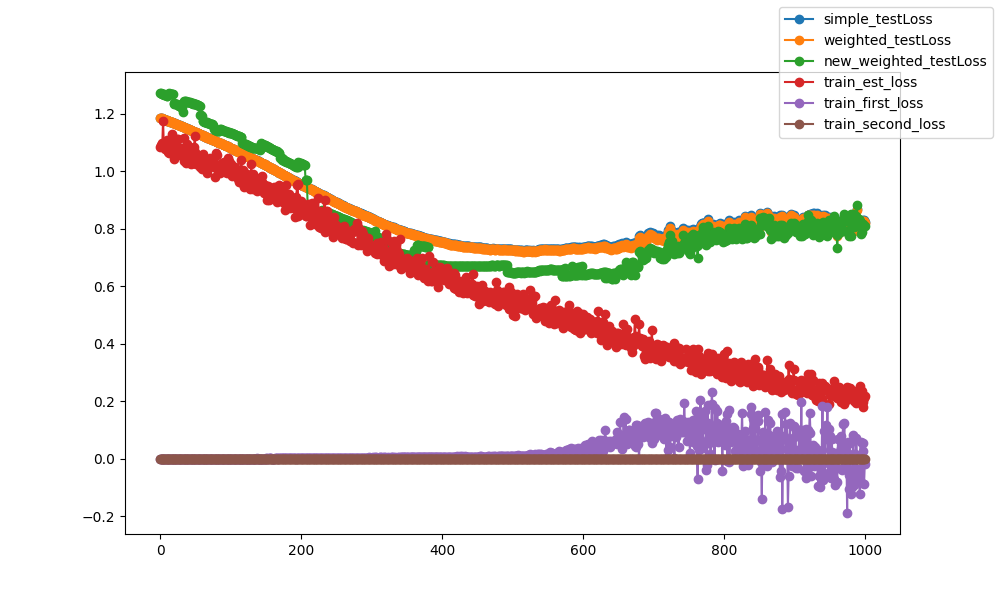 simple_testLoss
weighted_testLoss
new_weighted_testLoss
train_est_loss
train_first_loss
train_second_loss
1.2
1.0
0.8
0.6
0.4
0.2
0.0
−0.2
0 200 400 600 800 1000